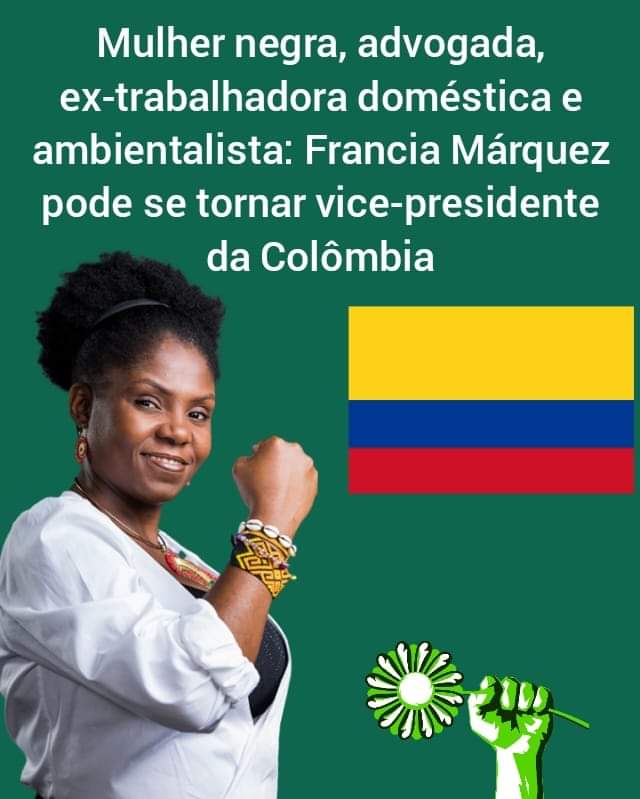 Mulher negra, advogada,
ex-trabalhadora doméstica e
ambientalista: Francia Márquez
pode se tornar vice-presidente
da Colômbia